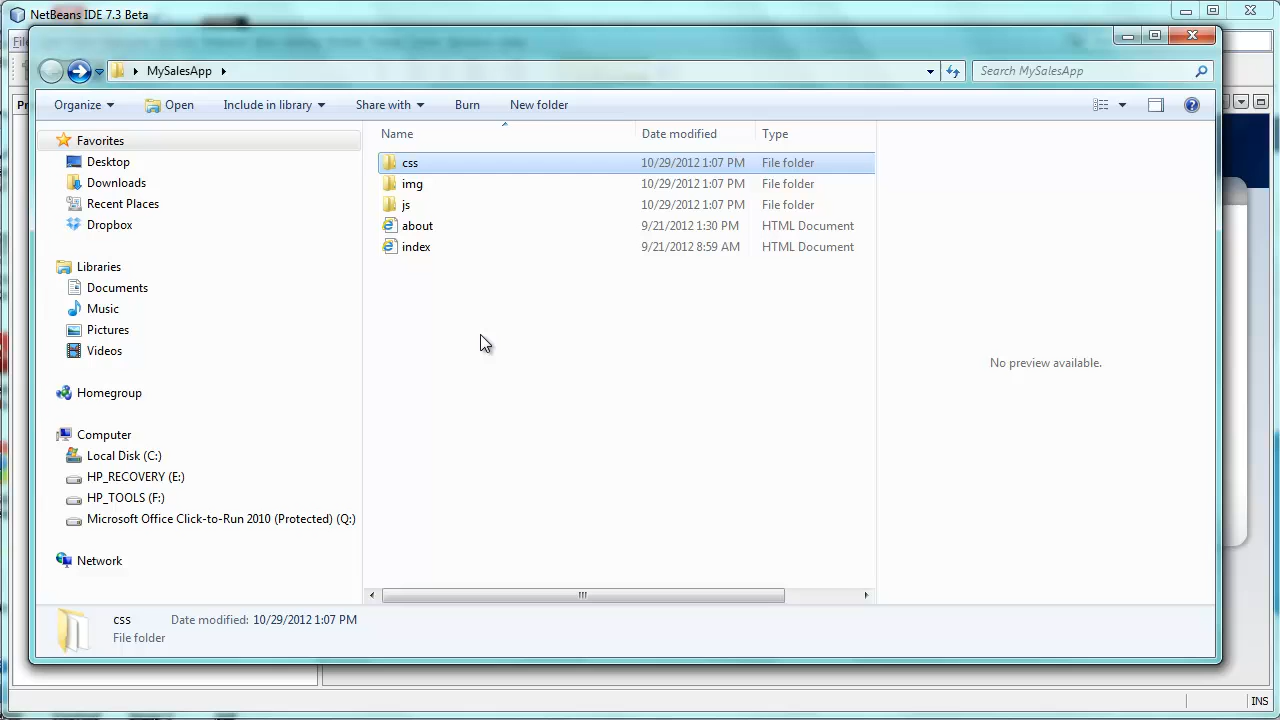 NetBeans IDE 7.3 Beta
MySalesApp
Search MySalesApp
Organize
Open
Include in library
Share with
Burn
New folder
Name
Date modified
Type
Favorites
Desktop
Downloads
Recent Places
Dropbox
Libraries
Documents
Music
Pictures
Videos
Homegroup
Computer
Local Disk (C:)
HP_RECOVERY (E:)
HP_TOOLS (F:)
Microsoft Office Click-to-Run 2010 (Protected) (Q:)
Network
css 10/29/2012 1:07 PM File folder
img 10/29/2012 1:07 PM File folder
js 10/29/2012 1:07 PM File folder
about 9/21/2012 1:30 PM HTML Document
index 9/21/2012 8:59 AM HTML Document
No preview available.
css Date modified: 10/29/2012 1:07 PM
File folder
INS